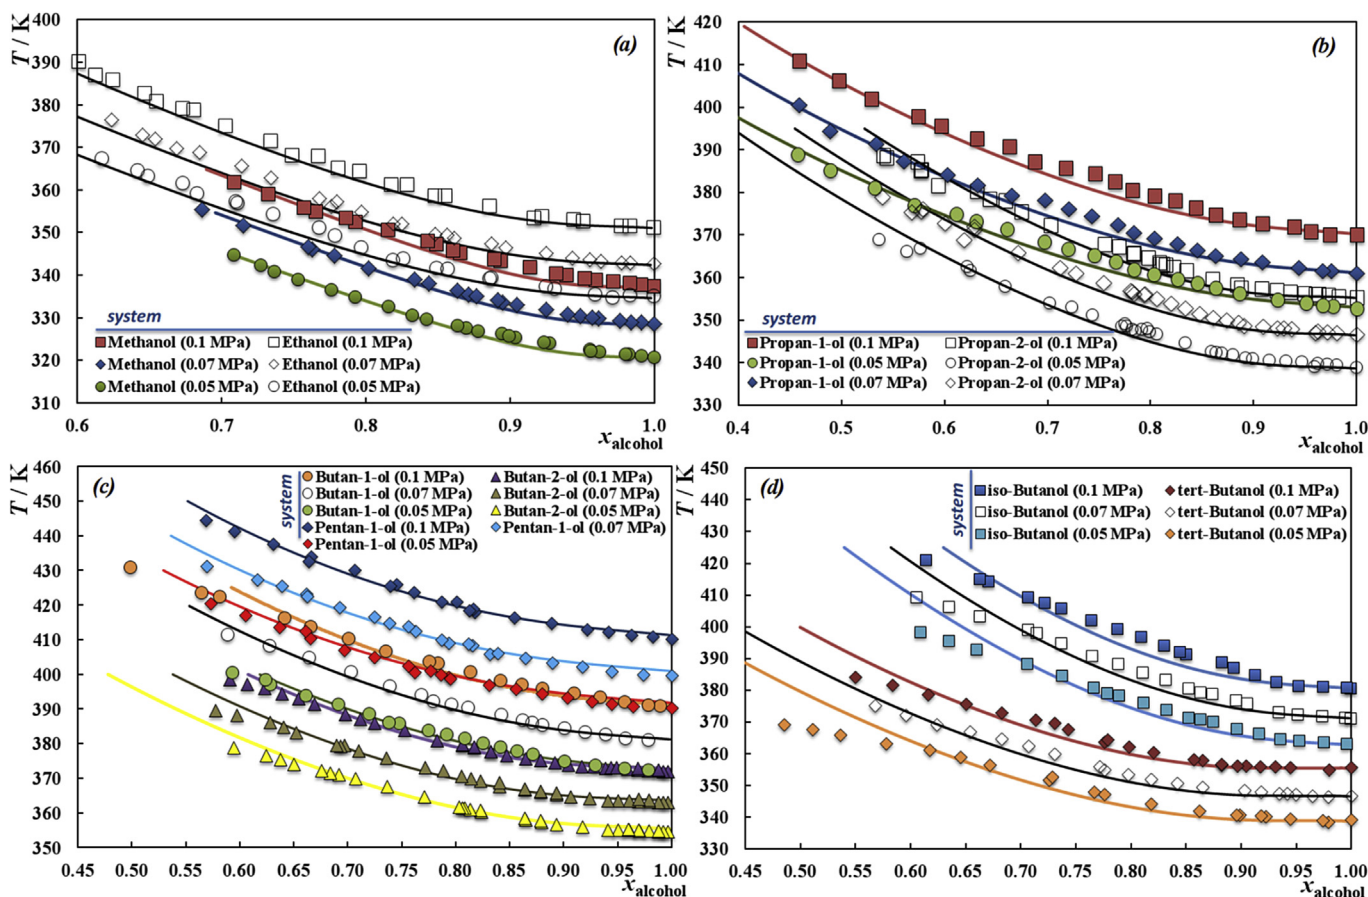 T / K
400
390
380
370
360
350
340
330
320
310
(a)
system
Methanol (0.1 MPa) Ethanol (0.1 MPa)
Methanol (0.07 MPa) Ethanol (0.07 MPa)
Methanol (0.05 MPa) Ethanol (0.05 MPa)
0.6 0.7 0.8 0.9 1.0
xalcohol
T / K
420
410
400
390
380
370
360
350
340
330
(b)
system
Propan-1-ol (0.1 MPa) Propan-2-ol (0.1 MPa)
Propan-1-ol (0.05 MPa) Propan-2-ol (0.05 MPa)
Propan-1-ol (0.07 MPa) Propan-2-ol (0.07 MPa)
0.4 0.5 0.6 0.7 0.8 0.9 1.0
xalcohol
T / K
460
450
440
430
420
410
400
390
380
370
360
350
(c)
system
Butan-1-ol (0.1 MPa) Butan-2-ol (0.1 MPa)
Butan-1-ol (0.07 MPa) Butan-2-ol (0.07 MPa)
Butan-1-ol (0.05 MPa) Butan-2-ol (0.05 MPa)
Pentan-1-ol (0.1 MPa) Pentan-1-ol (0.07 MPa)
Pentan-1-ol (0.05 MPa)
0.45 0.50 0.55 0.60 0.65 0.70 0.75 0.80 0.85 0.90 0.95 1.00
xalcohol
T / K
450
440
430
420
410
400
390
380
370
360
350
340
330
(d)
system
iso-Butanol (0.1 MPa) tert-Butanol (0.1 MPa)
iso-Butanol (0.07 MPa) tert-Butanol (0.07 MPa)
iso-Butanol (0.05 MPa) tert-Butanol (0.05 MPa)
0.45 0.50 0.55 0.60 0.65 0.70 0.75 0.80 0.85 0.90 0.95 1.00
xalcohol